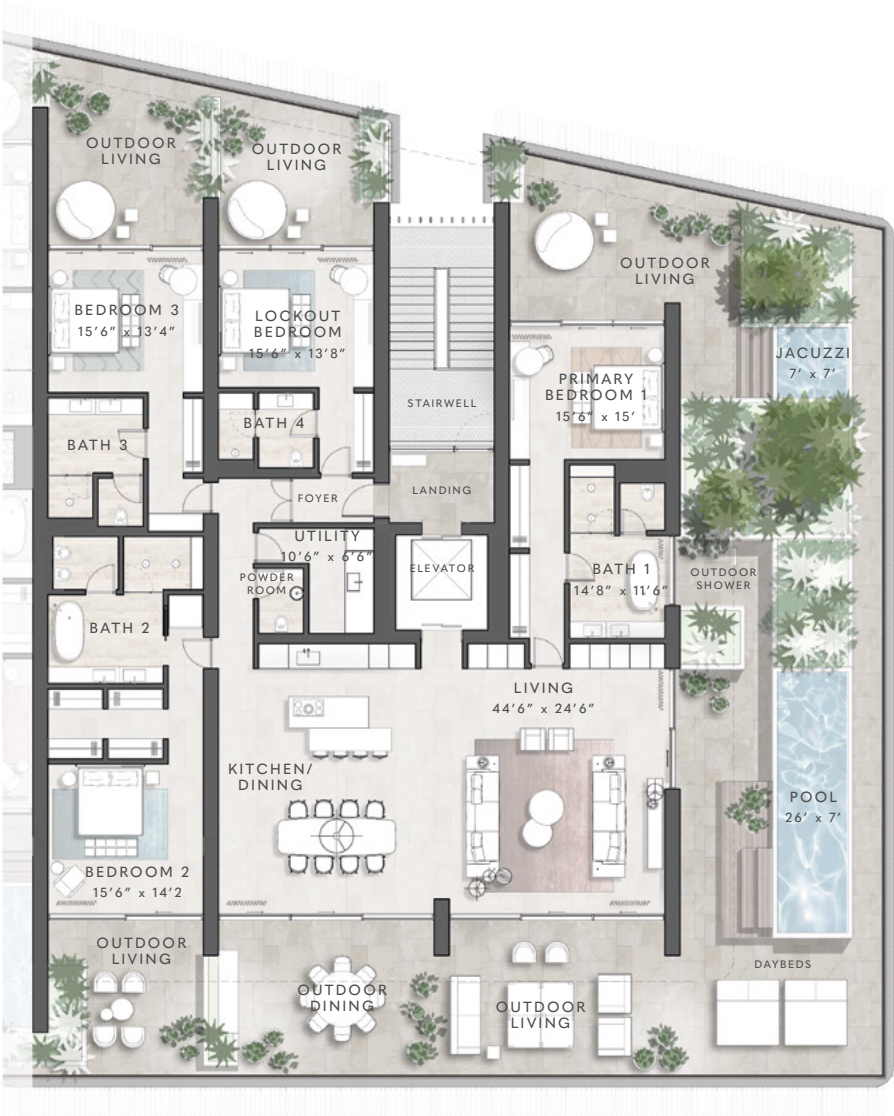 OUTDOOR
LIVING
OUTDOOR
LIVING
OUTDOOR
LIVING
BEDROOM 3
15’6” x 13’4”
LOCKOUT
BEDROOM
15’6” x 13’8”
JACUZZI
7’ x 7’
PRIMARY
BEDROOM 1
15’6” x 15’
STAIRWELL
BATH 3
BATH 4
FOYER
LANDING
UTILITY
10’6” x 6’6”
POWDER
ROOM
ELEVATOR
BATH 1
14’8” x 11’6”
OUTDOOR
SHOWER
BATH 2
LIVING
44’6” x 24’6”
KITCHEN/
DINING
POOL
26’ x 7’
BEDROOM 2
15’6” x 14’2
OUTDOOR
LIVING
OUTDOOR
DINING
OUTDOOR
LIVING
DAYBEDS